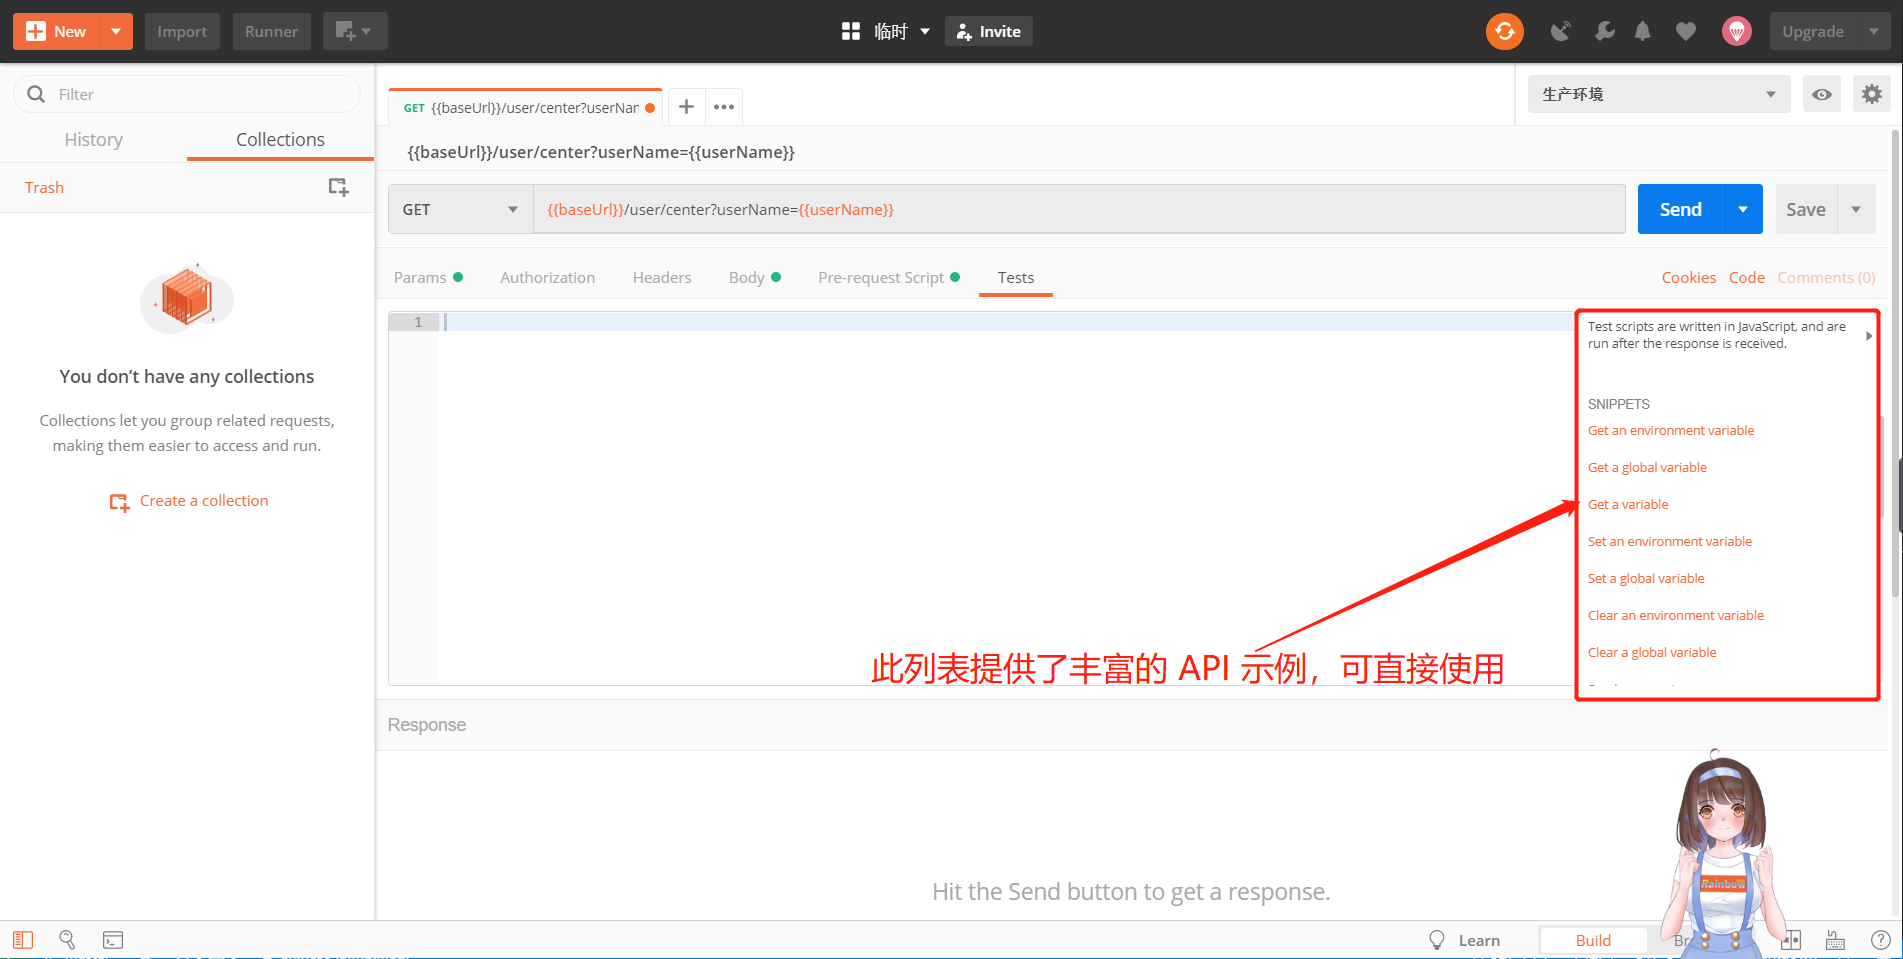 New
Import
Runner
临时
Invite
Upgrade
Filter
History
Collections
Trash
You don’t have any collections
Collections let you group related requests,
making them easier to access and run.
Create a collection
GET {{baseUrl}}/user/center?userNar
生产环境
{{baseUrl}}/user/center?userName={{userName}}
GET
{{baseUrl}}/user/center?userName={{userName}}
Send
Save
Params
Authorization
Headers
Body
Pre-request Script
Tests
Cookies
Code
Comments (0)
1
Test scripts are written in JavaScript, and are
run after the response is received.
SNIPPETS
Get an environment variable
Get a global variable
Get a variable
Set an environment variable
Set a global variable
Clear an environment variable
Clear a global variable
此列表提供了丰富的 API 示例，可直接使用
Response
Hit the Send button to get a response.
Rainbow
Learn
Build
Br